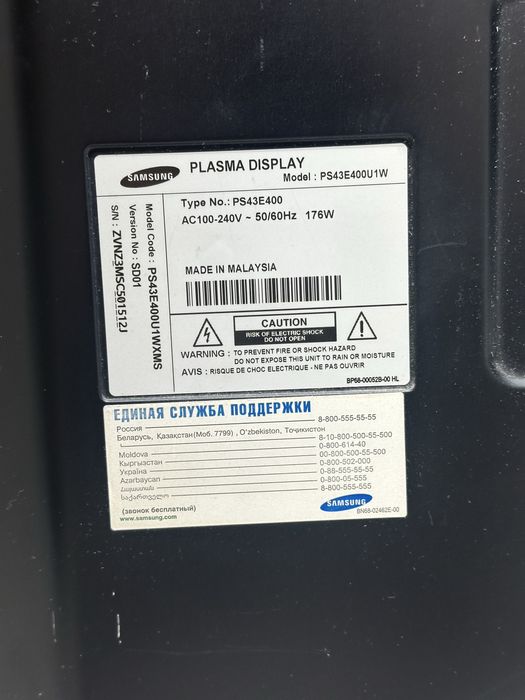 SAMSUNG
PLASMA DISPLAY
Model : PS43E400U1W
Type No.: PS43E400
AC100-240V ~ 50/60Hz 176W
MADE IN MALAYSIA
Model Code : PS43E400U1WXMS
Version No : SD01
S/N : ZVNZ3MSC501512J
CAUTION
RISK OF ELECTRIC SHOCK
DO NOT OPEN
WARNING : TO PREVENT FIRE OR SHOCK HAZARD
DO NOT EXPOSE THIS UNIT TO RAIN OR MOISTURE
AVIS : RISQUE DE CHOC ELECTRIQUE - NE PAS OUVRIR
BP68-00052B-00 HL
ЕДИНАЯ СЛУЖБА ПОДДЕРЖКИ
Россия 8-800-555-55-55
Беларусь, Казақстан(Моб. 7799) , O'zbekiston, Тоҷикистон
8-10-800-500-55-500
Moldova 0-800-614-40
Кыргызстан 00-800-500-55-500
Україна 0-800-502-000
Azərbaycan 0-88-555-55-55
Հայաստան 0-800-05-555
საქართველო 8-800-555-555
(звонок бесплатный)
www.samsung.com
SAMSUNG
BN68-02462E-00